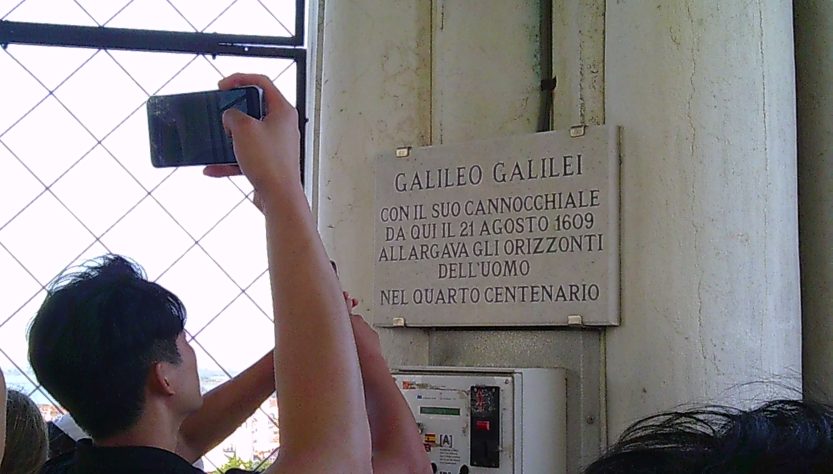 GALILEO GALILEI
CON IL SUO CANNOCCHIALE
DA QUI IL 21 AGOSTO 1609
ALLARGAVA GLI ORIZZONTI
DELL'UOMO
NEL QUARTO CENTENARIO
[A]